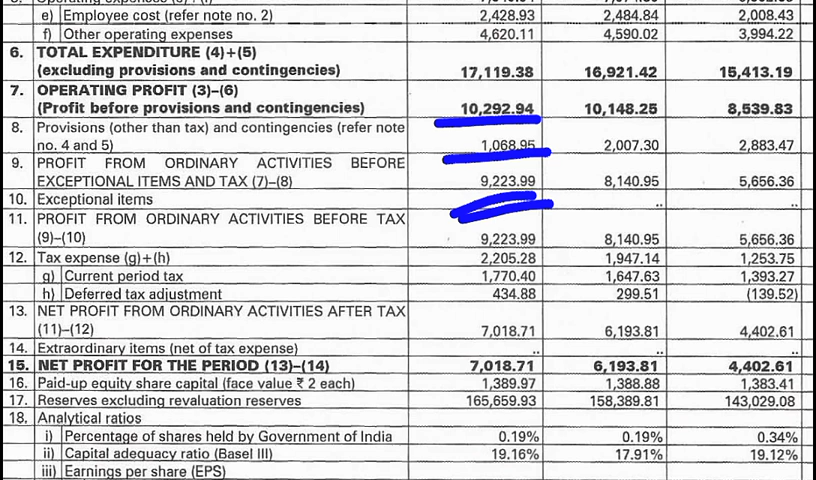 e) Employee cost (refer note no. 2) 2,428.93 2,484.84 2,008.43
f) Other operating expenses 4,620.11 4,590.02 3,994.22
6. TOTAL EXPENDITURE (4)+(5)
(excluding provisions and contingencies) 17,119.38 16,921.42 15,413.19
7. OPERATING PROFIT (3)–(6)
(Profit before provisions and contingencies) 10,292.94 10,148.25 8,539.83
8. Provisions (other than tax) and contingencies (refer note
no. 4 and 5) 1,068.95 2,007.30 2,883.47
9. PROFIT FROM ORDINARY ACTIVITIES BEFORE
EXCEPTIONAL ITEMS AND TAX (7)–(8) 9,223.99 8,140.95 5,656.36
10. Exceptional items .. ..
11. PROFIT FROM ORDINARY ACTIVITIES BEFORE TAX
(9)–(10) 9,223.99 8,140.95 5,656.36
12. Tax expense (g)+(h) 2,205.28 1,947.14 1,253.75
g) Current period tax 1,770.40 1,647.63 1,393.27
h) Deferred tax adjustment 434.88 299.51 (139.52)
13. NET PROFIT FROM ORDINARY ACTIVITIES AFTER TAX
(11)–(12) 7,018.71 6,193.81 4,402.61
14. Extraordinary items (net of tax expense) .. .. ..
15. NET PROFIT FOR THE PERIOD (13)–(14) 7,018.71 6,193.81 4,402.61
16. Paid-up equity share capital (face value ₹ 2 each) 1,389.97 1,388.88 1,383.41
17. Reserves excluding revaluation reserves 165,659.93 158,389.81 143,029.08
18. Analytical ratios
i) Percentage of shares held by Government of India 0.19% 0.19% 0.34%
ii) Capital adequacy ratio (Basel III) 19.16% 17.91% 19.12%
iii) Earnings per share (EPS)